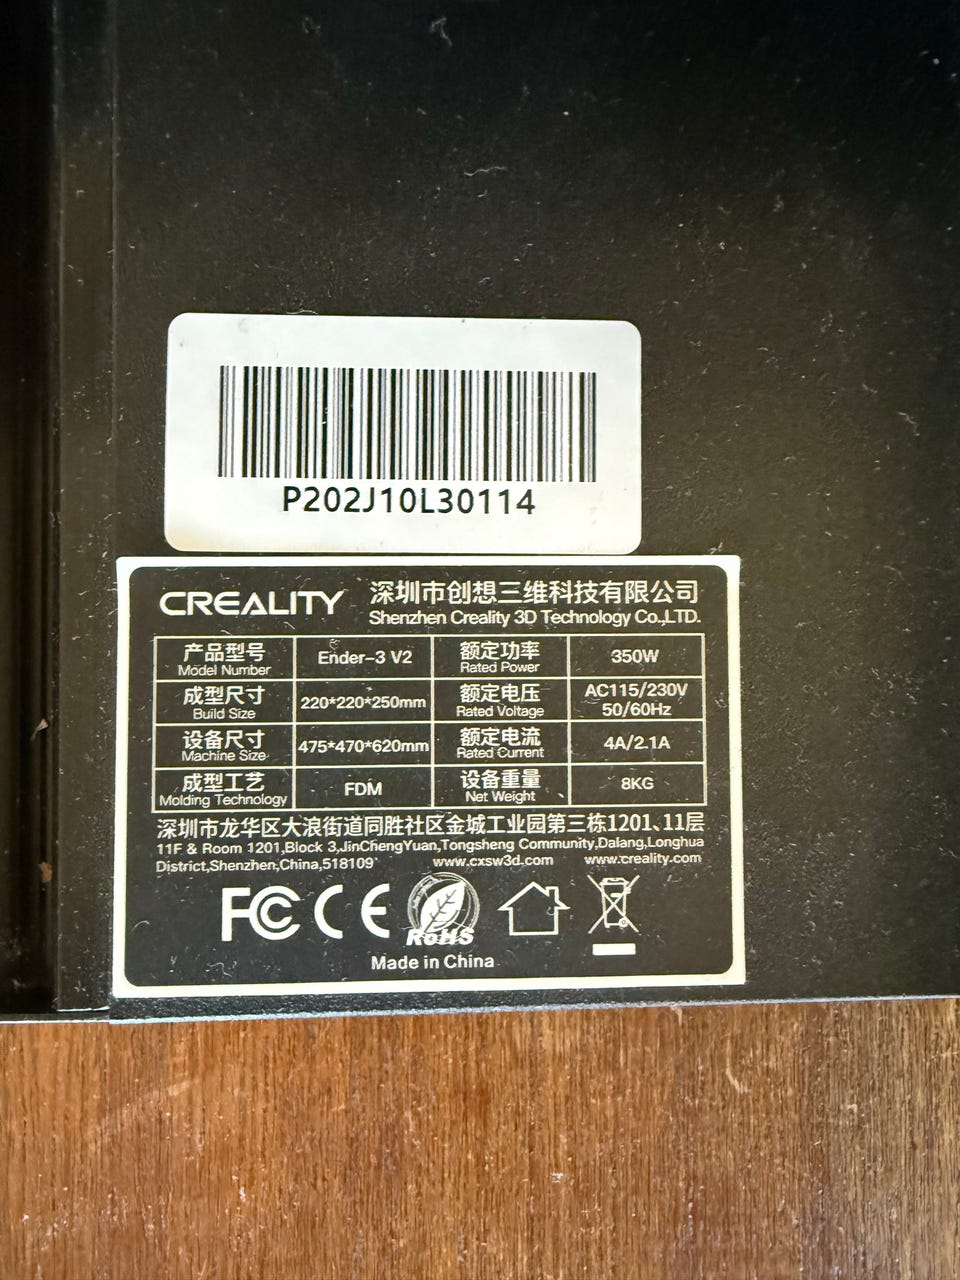 P202J10L30114
CREALITY 深圳市创想三维科技有限公司
Shenzhen Creality 3D Technology Co.,LTD.
产品型号 Ender-3 V2 额定功率 350W
Model Number Rated Power
成型尺寸 220*220*250mm 额定电压 AC115/230V
Build Size Rated Voltage 50/60Hz
设备尺寸 475*470*620mm 额定电流 4A/2.1A
Machine Size Rated Current
成型工艺 FDM 设备重量 8KG
Molding Technology Net Weight
深圳市龙华区大浪街道同胜社区金城工业园第三栋1201、11层
11F & Room 1201,Block 3,JinChengYuan,Tongsheng Community,Dalang,Longhua
District,Shenzhen,China,518109 www.cxsw3d.com www.creality.com
FC CE RoHS
Made in China